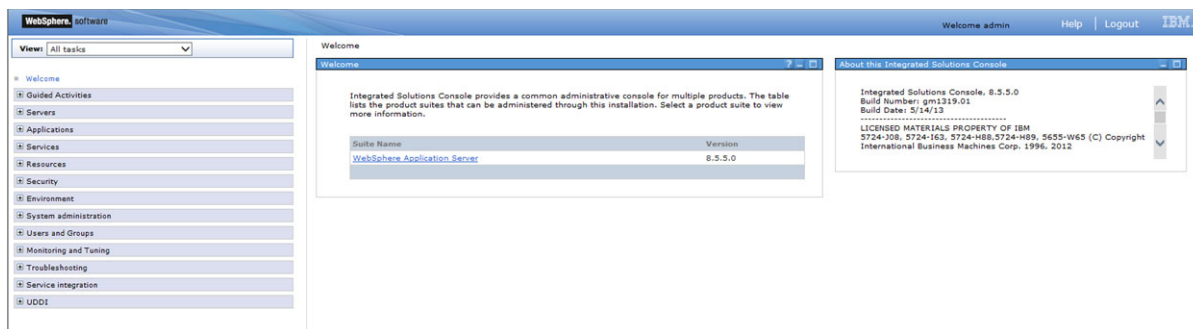 WebSphere. software
Welcome admin Help | Logout IBM.
View: All tasks
Welcome
Guided Activities
Servers
Applications
Services
Resources
Security
Environment
System administration
Users and Groups
Monitoring and Tuning
Troubleshooting
Service integration
UDDI
Welcome
Welcome ?
Integrated Solutions Console provides a common administrative console for multiple products. The table
lists the product suites that can be administered through this installation. Select a product suite to view
more information.
Suite Name Version
WebSphere Application Server 8.5.5.0
About this Integrated Solutions Console
Integrated Solutions Console, 8.5.5.0
Build Number: gm1319.01
Build Date: 5/14/13
----------------------------------------
LICENSED MATERIALS PROPERTY OF IBM
5724-J08, 5724-I63, 5724-H88,5724-H89, 5655-W65 (C) Copyright
International Business Machines Corp. 1996, 2012